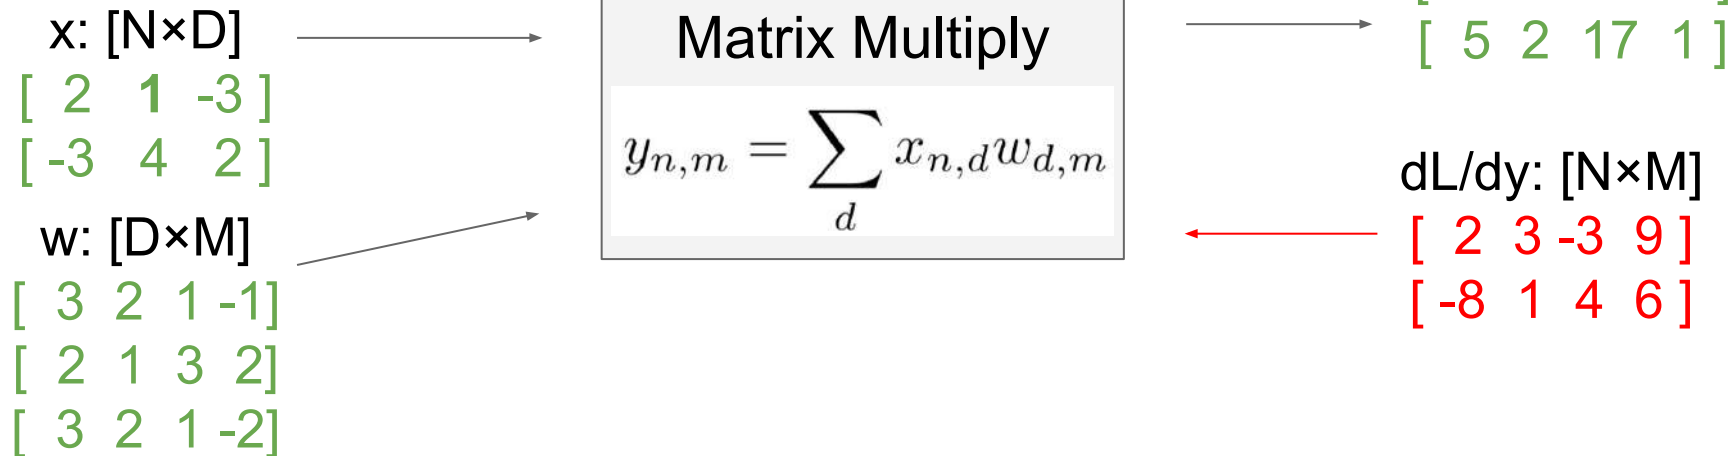 x: [N×D]
[ 2 1 -3 ]
[ -3 4 2 ]
w: [D×M]
[ 3 2 1 -1]
[ 2 1 3 2]
[ 3 2 1 -2]
Matrix Multiply
y_{n,m} = \sum_d x_{n,d} w_{d,m}
[ 5 2 17 1 ]
dL/dy: [N×M]
[ 2 3 -3 9 ]
[ -8 1 4 6 ]